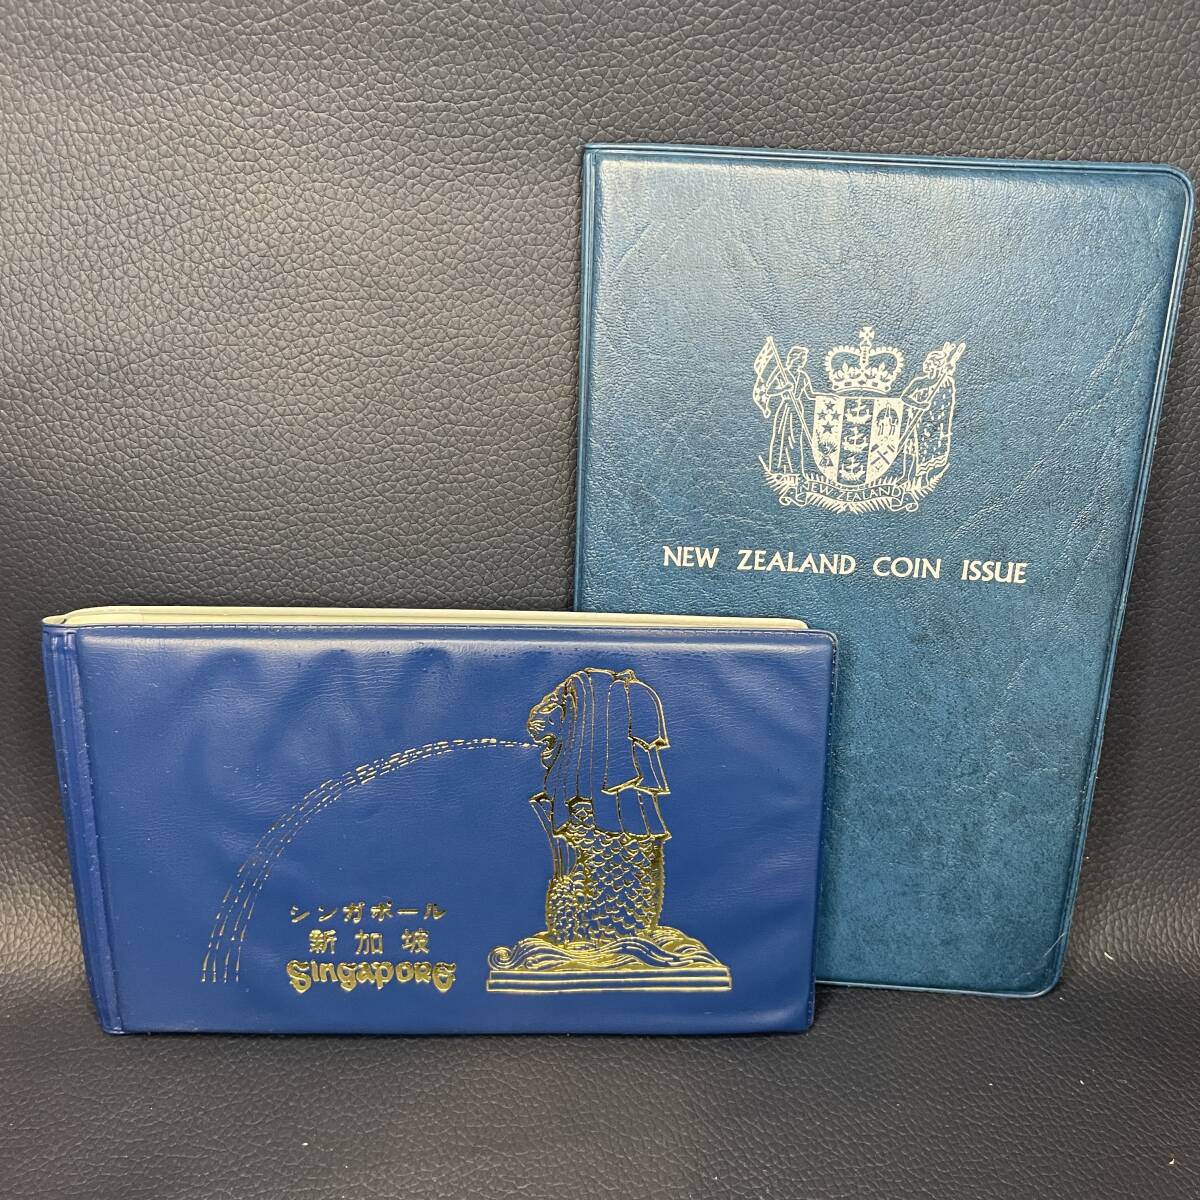 NEW ZEALAND
NEW ZEALAND COIN ISSUE
シンガポール
新加坡
Singapore